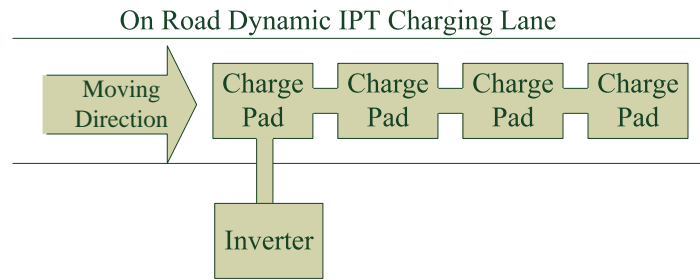 On Road Dynamic IPT Charging Lane
Moving
Direction
Charge
Pad
Charge
Pad
Charge
Pad
Charge
Pad
Inverter